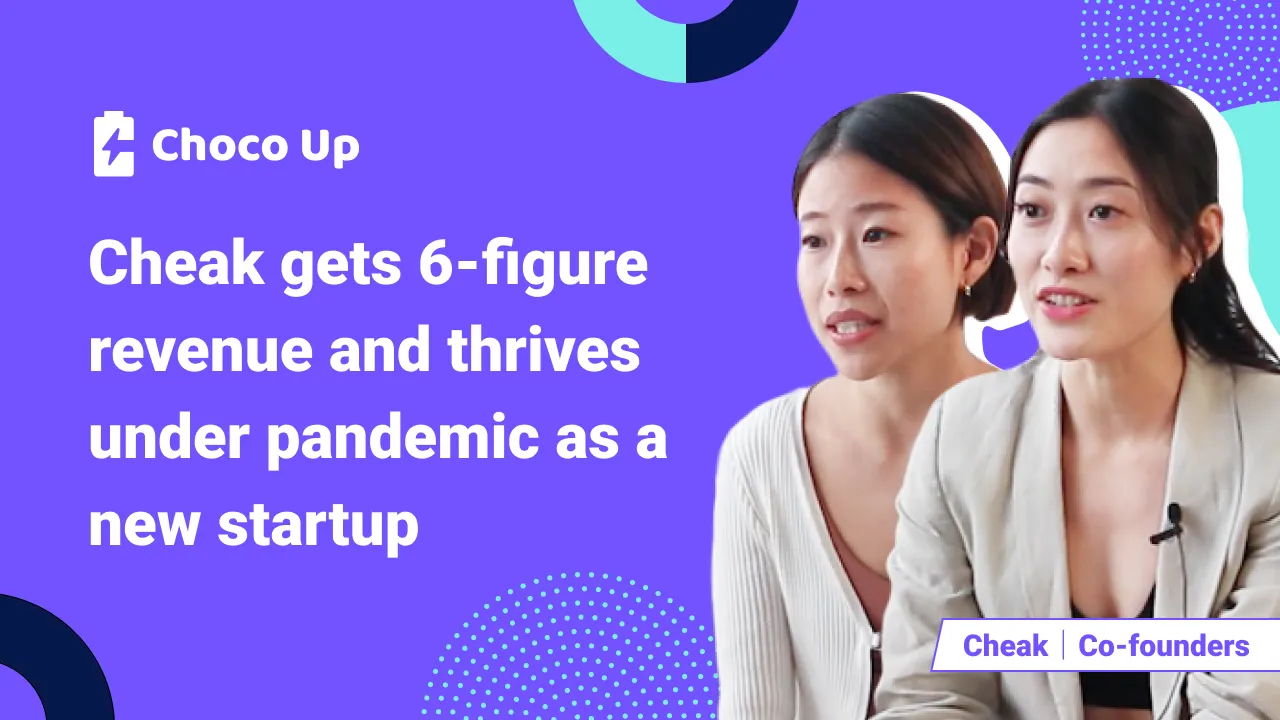 Choco Up
Cheak gets 6-figure
revenue and thrives
under pandemic as a
new startup
Cheak | Co-founders